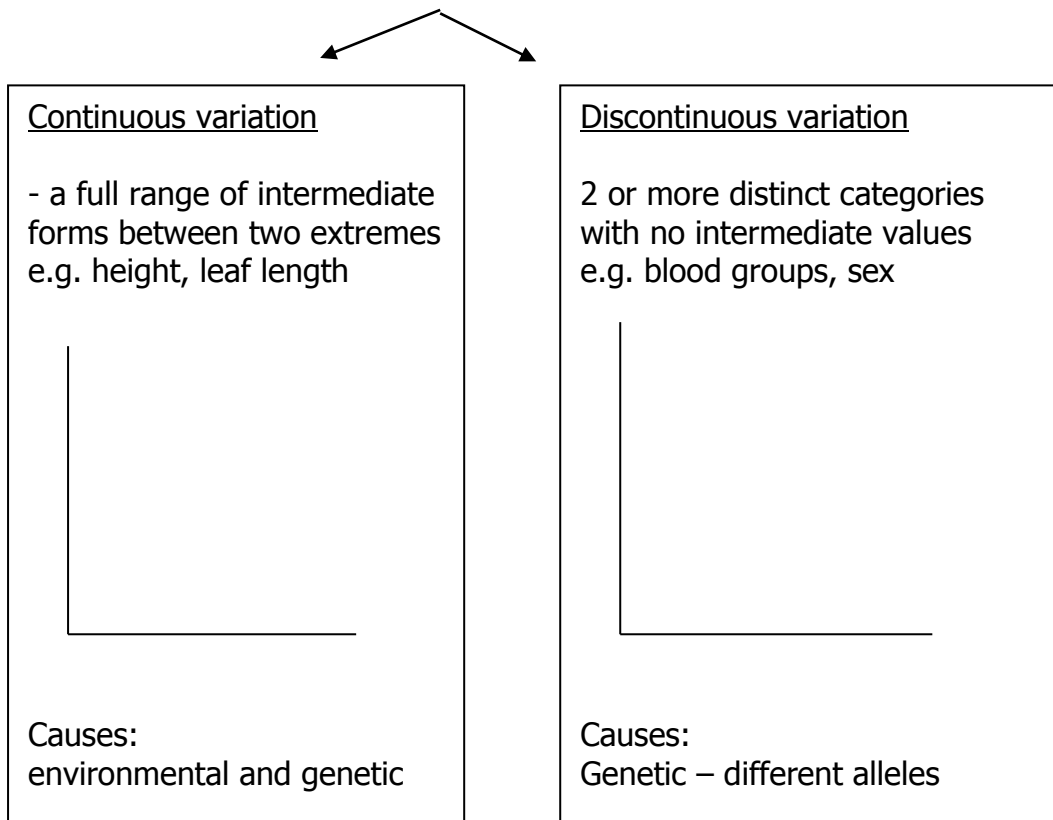 Continuous variation
- a full range of intermediate
forms between two extremes
e.g. height, leaf length
Causes:
environmental and genetic
Discontinuous variation
2 or more distinct categories
with no intermediate values
e.g. blood groups, sex
Causes:
Genetic – different alleles